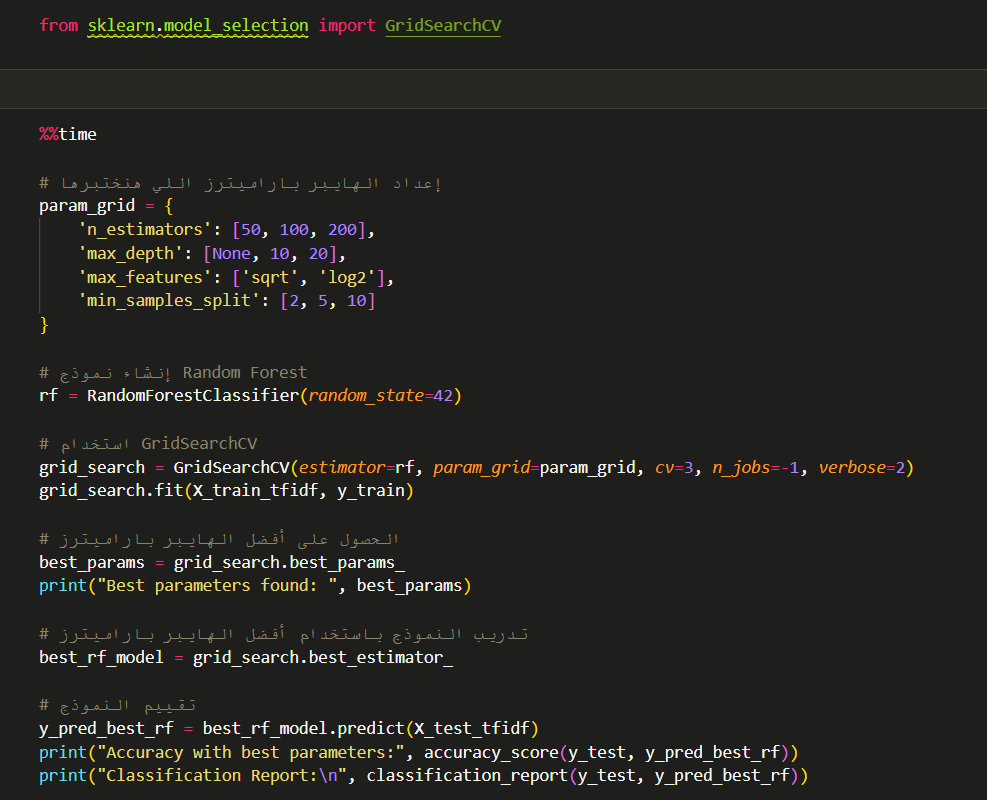 from sklearn.model_selection import GridSearchCV
%%time
# إعداد الهايبر باراميترز اللي هنختبرها
param_grid = {
    'n_estimators': [50, 100, 200],
    'max_depth': [None, 10, 20],
    'max_features': ['sqrt', 'log2'],
    'min_samples_split': [2, 5, 10]
}
# إنشاء نموذج Random Forest
rf = RandomForestClassifier(random_state=42)
# استخدام GridSearchCV
grid_search = GridSearchCV(estimator=rf, param_grid=param_grid, cv=3, n_jobs=-1, verbose=2)
grid_search.fit(X_train_tfidf, y_train)
# الحصول على أفضل الهايبر باراميترز
best_params = grid_search.best_params_
print("Best parameters found: ", best_params)
# تدريب النموذج باستخدام أفضل الهايبر باراميترز
best_rf_model = grid_search.best_estimator_
# تقييم النموذج
y_pred_best_rf = best_rf_model.predict(X_test_tfidf)
print("Accuracy with best parameters:", accuracy_score(y_test, y_pred_best_rf))
print("Classification Report:\n", classification_report(y_test, y_pred_best_rf))